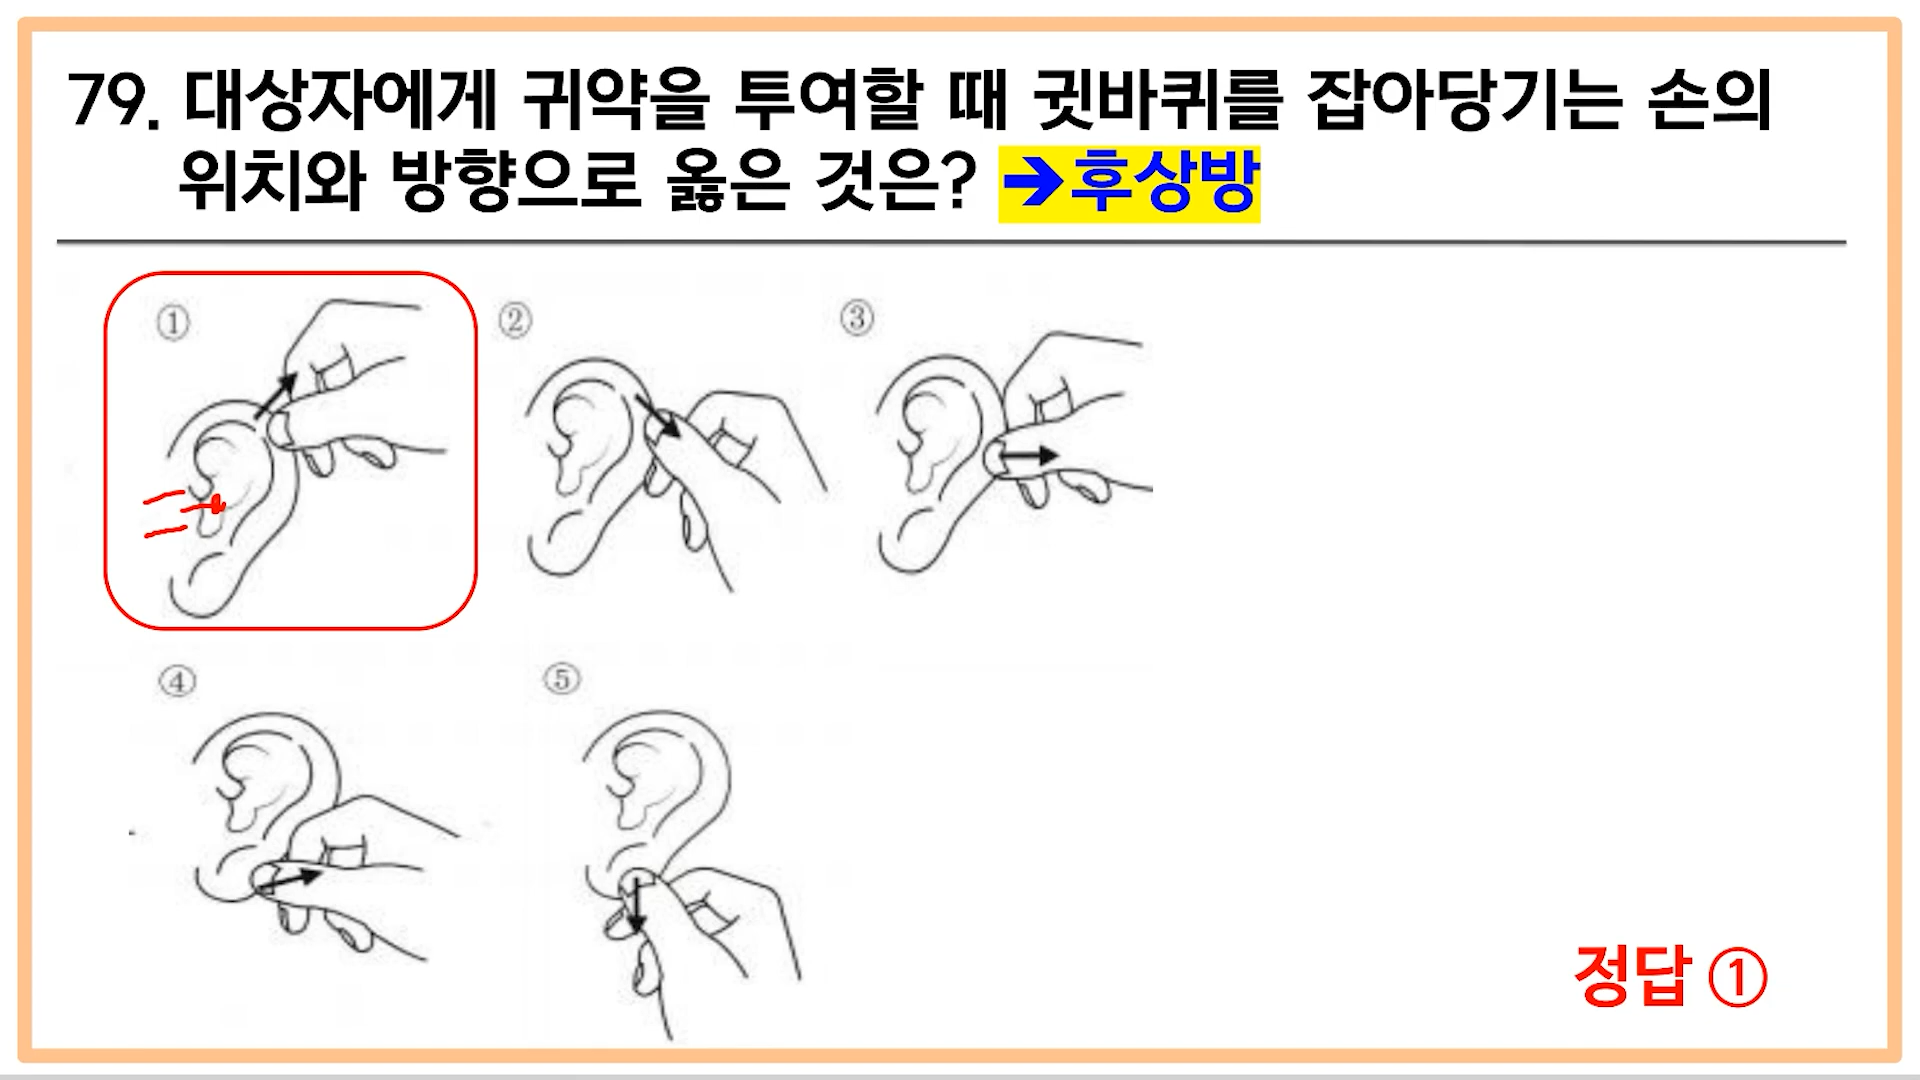 79. 대상자에게 귀약을 투여할 때 귓바퀴를 잡아당기는 손의
위치와 방향으로 옳은 것은? ➔후상방
① ② ③
④ ⑤
정답 ①